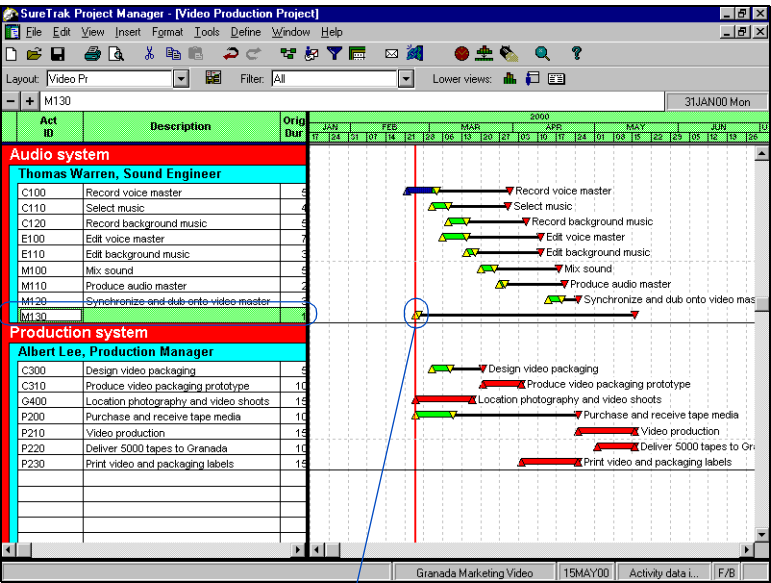 SureTrak Project Manager - [Video Production Project]
File Edit View Insert Format Tools Define Window Help
Layout: Video Pr Filter: All Lower views:
- + M130 31JAN00 Mon
Act ID Description Orig Dur
2000
JAN FEB MAR APR MAY JUN
17 24 31 07 14 21 28 06 13 20 27 03 10 17 24 01 08 15 22 29 05 12 19 26
Audio system
Thomas Warren, Sound Engineer
C100 Record voice master 5 Record voice master
C110 Select music 4 Select music
C120 Record background music 5 Record background music
E100 Edit voice master 7 Edit voice master
E110 Edit background music 3 Edit background music
M100 Mix sound 5 Mix sound
M110 Produce audio master 2 Produce audio master
M120 Synchronize and dub onto video master 3 Synchronize and dub onto video mas
M130 1
Production system
Albert Lee, Production Manager
C300 Design video packaging 5 Design video packaging
C310 Produce video packaging prototype 10 Produce video packaging prototype
G400 Location photography and video shoots 15 Location photography and video shoots
P200 Purchase and receive tape media 10 Purchase and receive tape media
P210 Video production 15 Video production
P220 Deliver 5000 tapes to Granada 10 Deliver 5000 tapes to Gr
P230 Print video and packaging labels 15 Print video and packaging labels
Granada Marketing Video 15MAY00 Activity data i... F/B